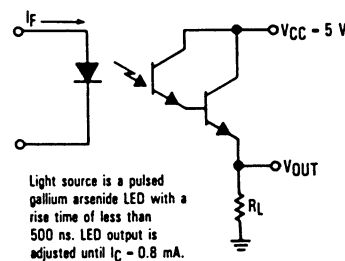 IF
VCC - 5 V
VOUT
RL
Light source is a pulsed
gallium arsenide LED with a
rise time of less than
500 ns. LED output is
adjusted until IC - 0.8 mA.